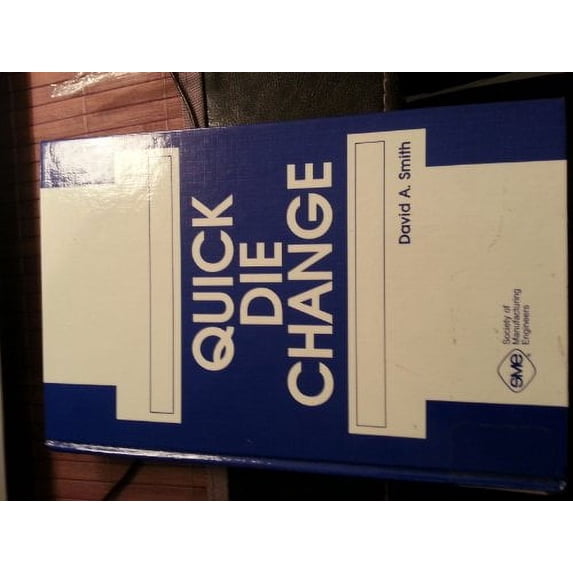 QUICK
DIE
CHANGE
David A. Smith
SME
Society of
Manufacturing
Engineers